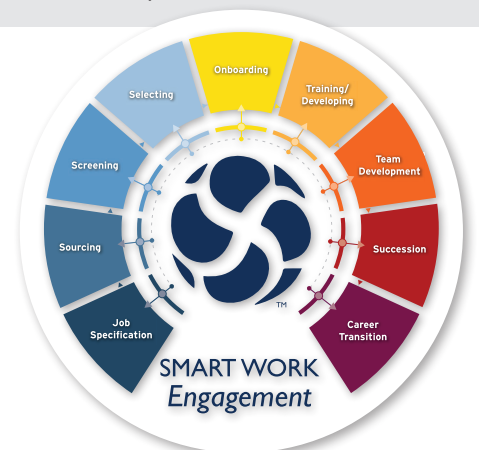 Onboarding
Selecting
Training/
Developing
Screening
Team
Development
Sourcing
Succession
Job
Specification
Career
Transition
TM
SMART WORK
Engagement